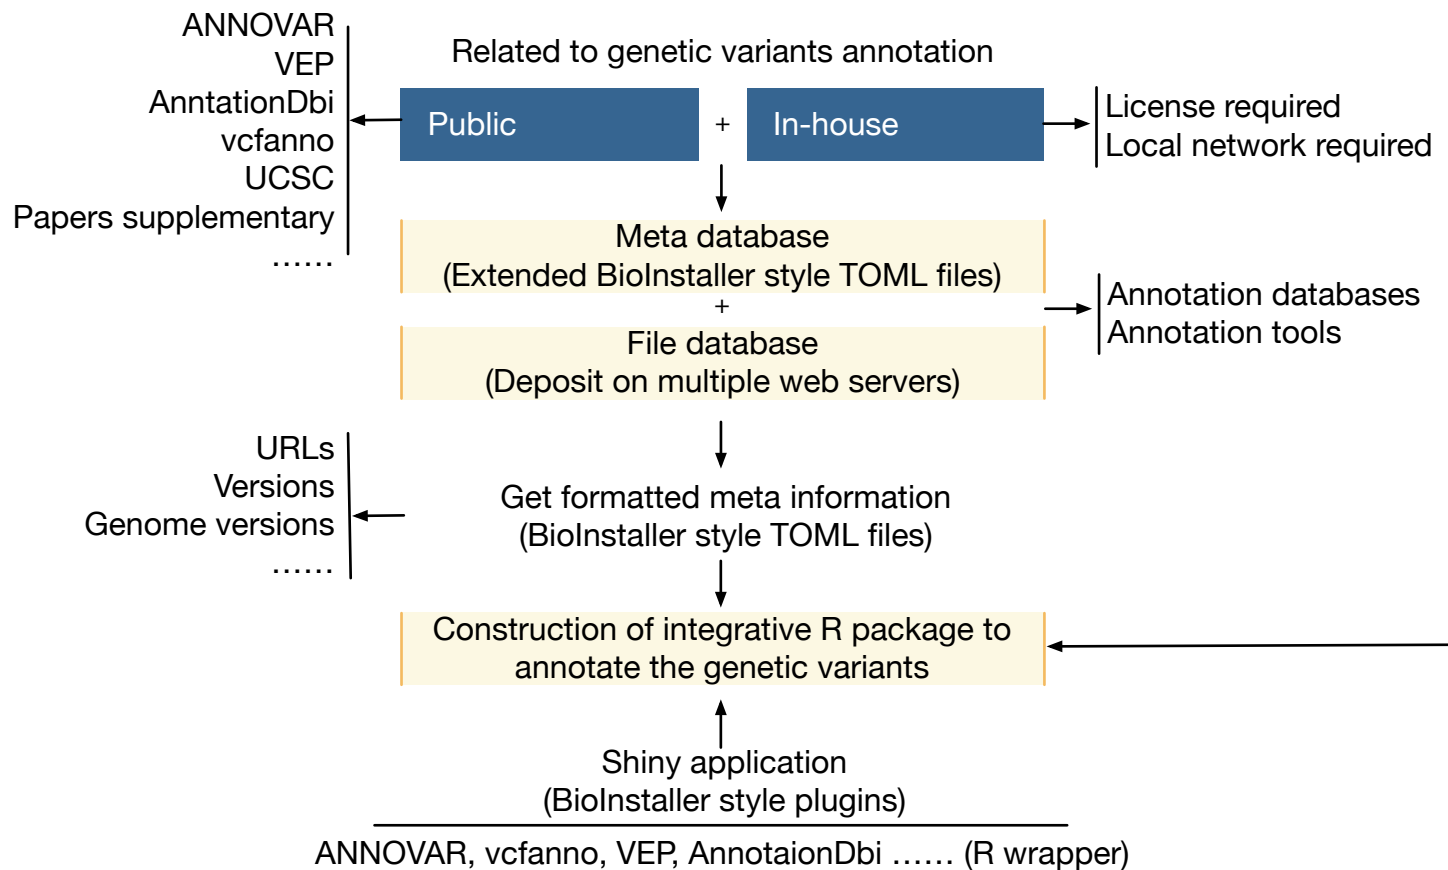 ANNOVAR
VEP
AnntationDbi
vcfanno
UCSC
Papers supplementary
......
Related to genetic variants annotation
Public
+
In-house
License required
Local network required
Meta database
(Extended BioInstaller style TOML files)
+
File database
(Deposit on multiple web servers)
Annotation databases
Annotation tools
URLs
Versions
Genome versions
......
Get formatted meta information
(BioInstaller style TOML files)
Construction of integrative R package to
annotate the genetic variants
Shiny application
(BioInstaller style plugins)
ANNOVAR, vcfanno, VEP, AnnotaionDbi ...... (R wrapper)